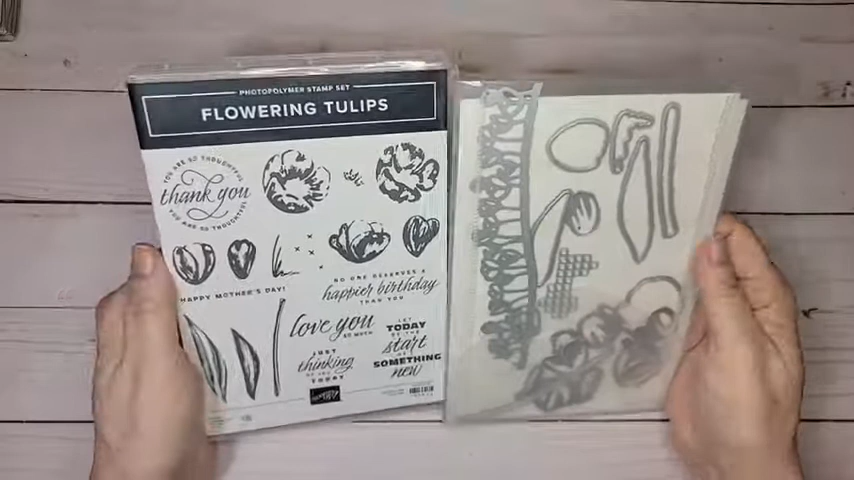 PHOTOPOLYMER STAMP SET
FLOWERING TULIPS
YOU ARE SO THOUGHTFUL
thank you
YOU ARE SO THOUGHTFUL
HAPPY MOTHER'S DAY!
NO ONE DESERVES A
happier birthday
THAN YOU
love you
SO MUCH
LET
TODAY BE
THE start
OF SOMETHING
new
JUST
thinking
OF YOU
TODAY